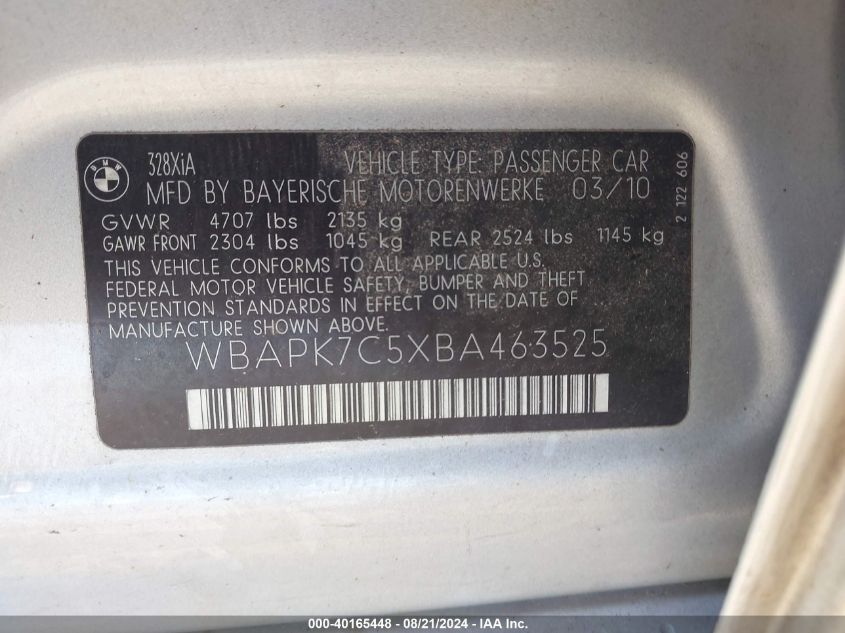 BMW
328XiA VEHICLE TYPE: PASSENGER CAR
MFD BY BAYERISCHE MOTORENWERKE 03/10
GVWR 4707 lbs 2135 kg
GAWR FRONT 2304 lbs 1045 kg REAR 2524 lbs 1145 kg
THIS VEHICLE CONFORMS TO ALL APPLICABLE U.S.
FEDERAL MOTOR VEHICLE SAFETY, BUMPER AND THEFT
PREVENTION STANDARDS IN EFFECT ON THE DATE OF
MANUFACTURE SHOWN ABOVE.
WBAPK7C5XBA463525
2 122 606
000-40165448 - 08/21/2024 - IAAI.com